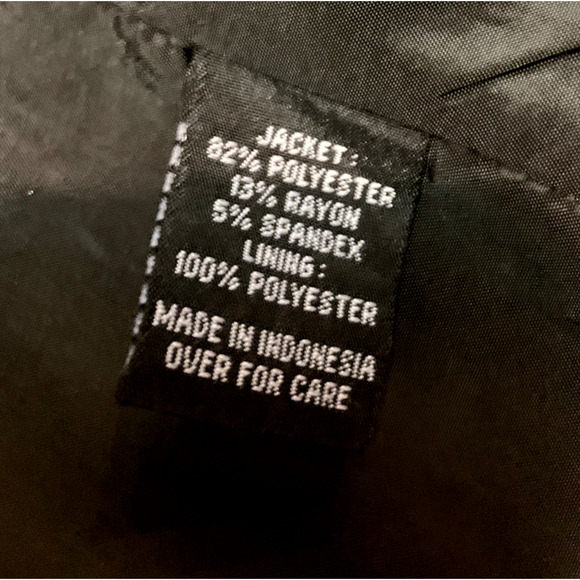 JACKET:
82% POLYESTER
13% RAYON
5% SPANDEX
LINING:
100% POLYESTER
MADE IN INDONESIA
OVER FOR CARE